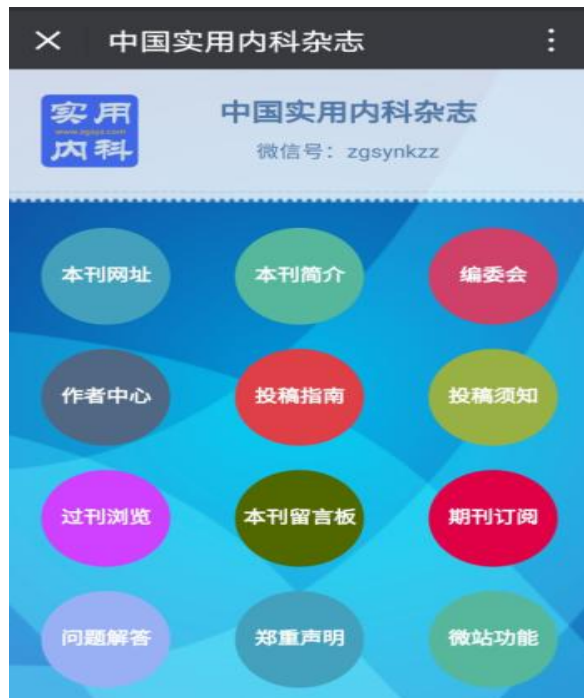 中国实用内科杂志
实用
内科
中国实用内科杂志
微信号：zgsynkzz
本刊网址 本刊简介 编委会
作者中心 投稿指南 投稿须知
过刊浏览 本刊留言板 期刊订阅
问题解答 郑重声明 微站功能